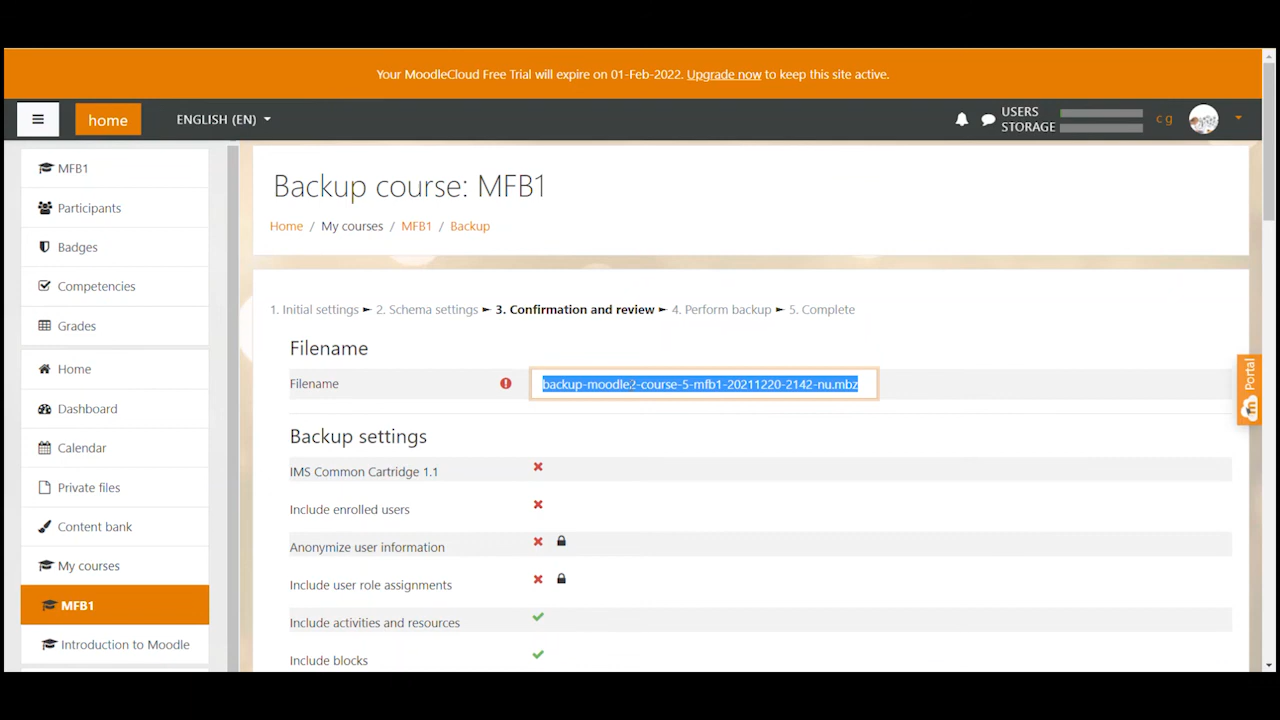 Your MoodleCloud Free Trial will expire on 01-Feb-2022. Upgrade now to keep this site active.
home
ENGLISH (EN)
USERS
STORAGE
c g
MFB1
Participants
Badges
Competencies
Grades
Home
Dashboard
Calendar
Private files
Content bank
My courses
MFB1
Introduction to Moodle
Backup course: MFB1
Home / My courses / MFB1 / Backup
1. Initial settings ► 2. Schema settings ► 3. Confirmation and review ► 4. Perform backup ► 5. Complete
Filename
Filename
backup-moodle2-course-5-mfb1-20211220-2142-nu.mbz
Backup settings
IMS Common Cartridge 1.1
Include enrolled users
Anonymize user information
Include user role assignments
Include activities and resources
Include blocks
Portal